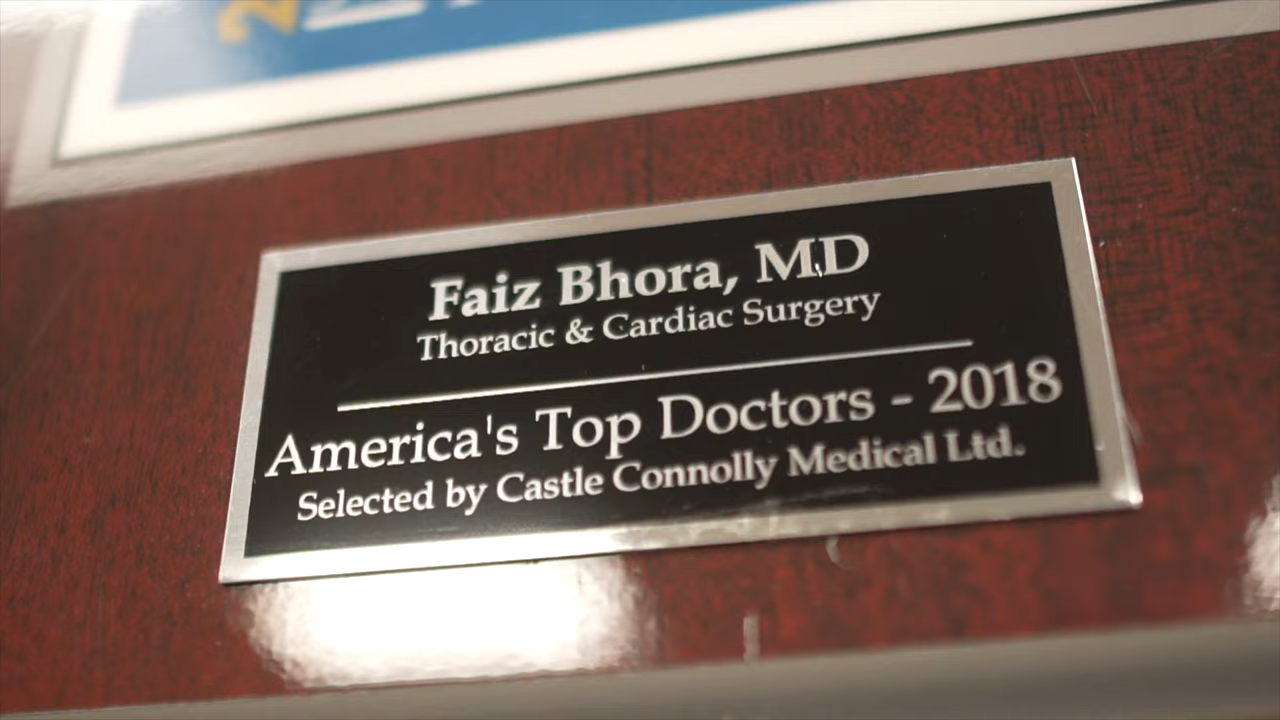 Faiz Bhora, MD
Thoracic & Cardiac Surgery
America's Top Doctors - 2018
Selected by Castle Connolly Medical Ltd.